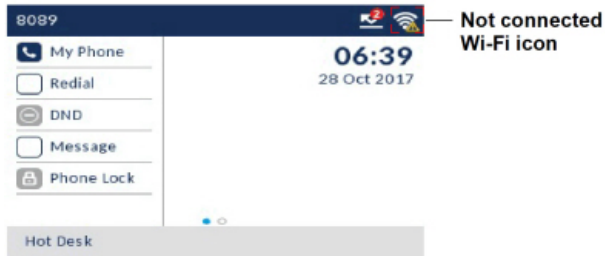 8089
2
Not connected
Wi-Fi icon
My Phone
06:39
Redial
28 Oct 2017
DND
Message
Phone Lock
Hot Desk